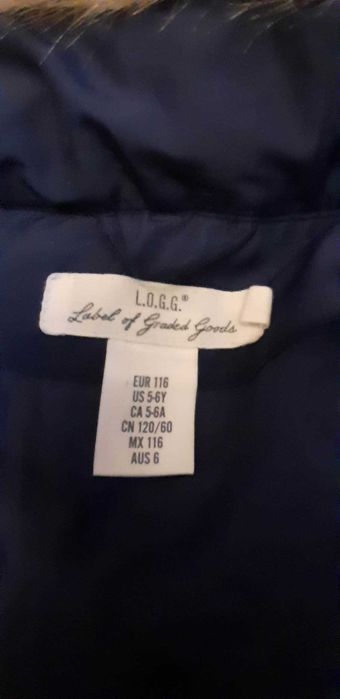 L.O.G.G.®
Label of Graded Goods
EUR 116
US 5-6Y
CA 5-6A
CN 120/60
MX 116
AUS 6